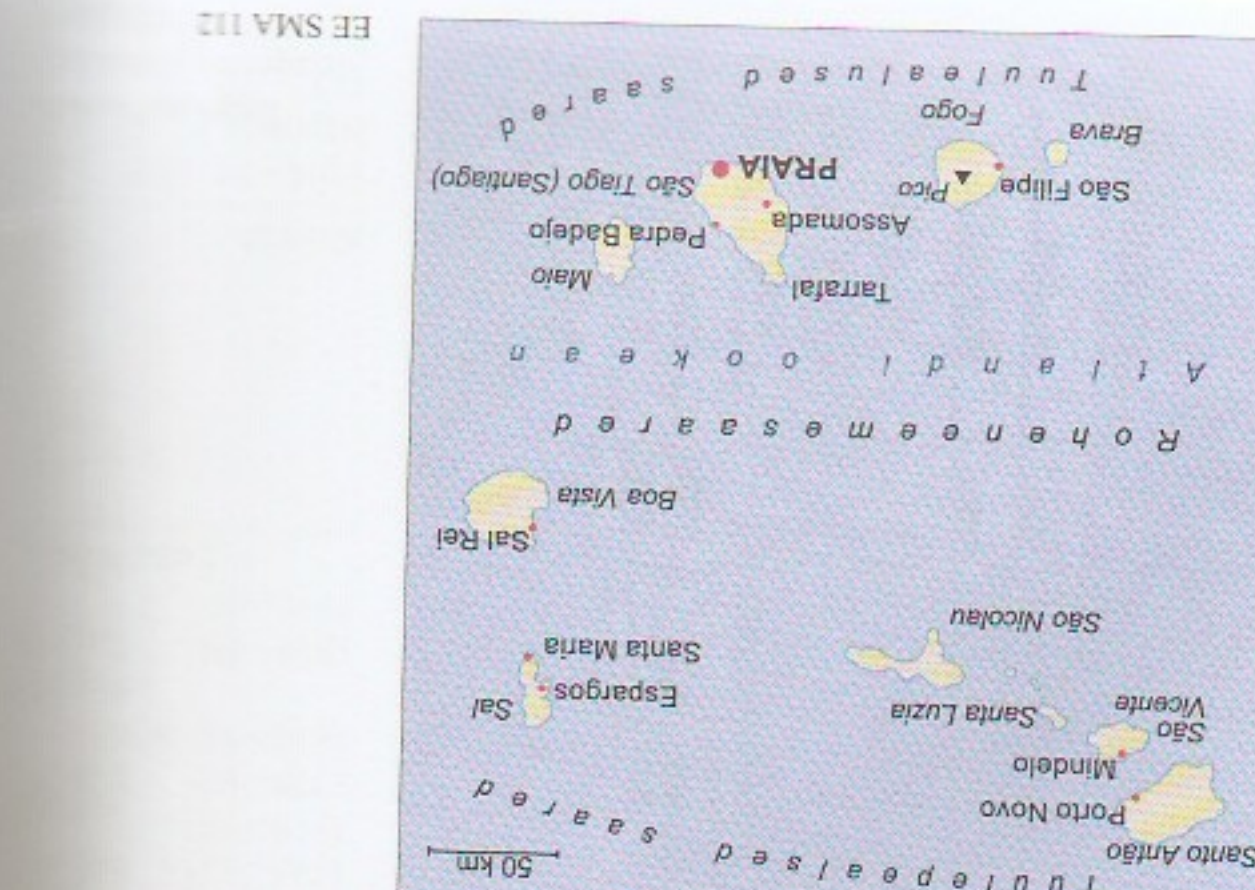 Tuulepealsed saared
50 km
Santo Antão
Porto Novo
Mindelo
São
Vicente
Santa Luzia
São Nicolau
Sal
Espargos
Santa Maria
Sal Rei
Boa Vista
Roheneemesaared
Atlandi ookean
Tarrafal
Maio
Assomada
Pedra Badejo
São Filipe
Pico
São Tiago (Santiago)
PRAIA
Brava
Fogo
Tuulealused saared
EE SMA 112